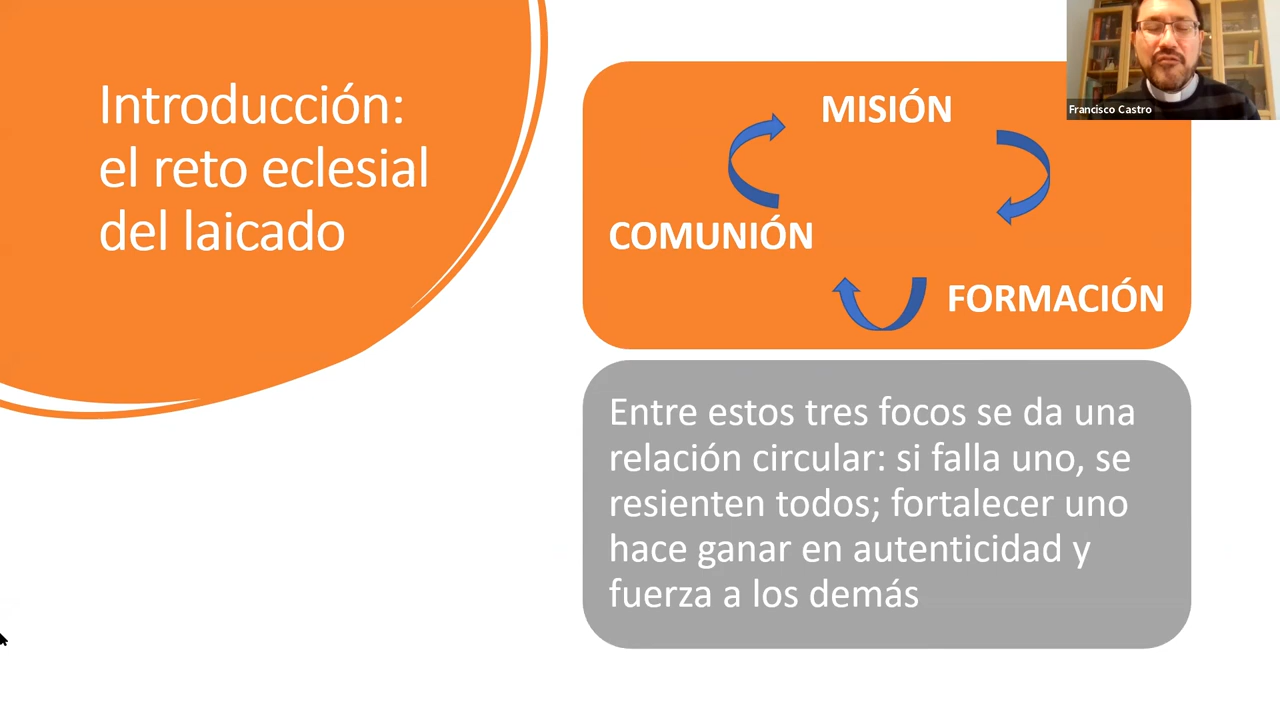 Introducción:
el reto eclesial
del laicado
MISIÓN
COMUNIÓN
FORMACIÓN
Entre estos tres focos se da una
relación circular: si falla uno, se
resienten todos; fortalecer uno
hace ganar en autenticidad y
fuerza a los demás
Francisco Castro